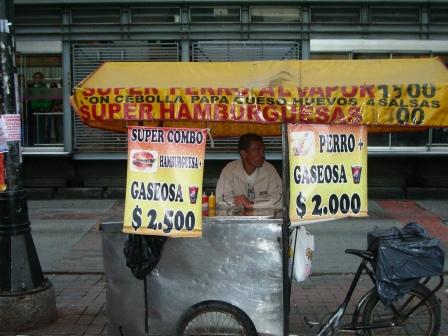 SUPER PERRO AL VAPOR
CON CEBOLLA PAPA QUESO HUEVOS 4 SALSAS
SUPER HAMBURGUESAS
SUPER COMBO
HAMBURGUESA +
GASEOSA
$ 2.500
PERRO +
GASEOSA
$ 2.000